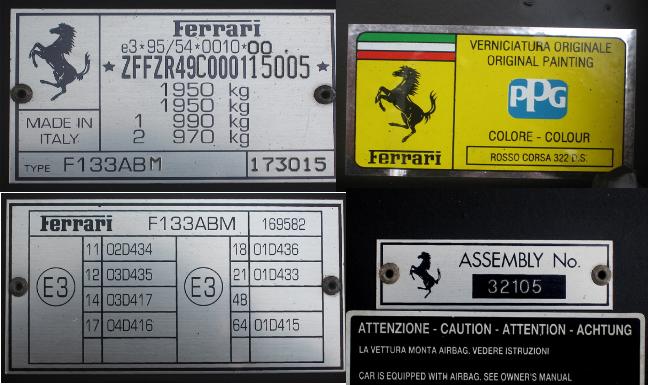 Ferrari
e3*95/54*0010*00.
*ZFFZR49C000115005*
1950 kg
1950 kg
1 990 kg
2 970 kg
MADE IN
ITALY
TYPE F133ABM 173015
VERNICIATURA ORIGINALE
ORIGINAL PAINTING
PPG
COLORE - COLOUR
Ferrari ROSSO CORSA 322 D.S.
Ferrari F133ABM 169582
E3 E3
11 02D434 18 01D436
12 03D435 21 01D433
14 03D417 48
17 04D416 64 01D415
ASSEMBLY No.
32105
ATTENZIONE - CAUTION - ATTENTION - ACHTUNG
LA VETTURA MONTA AIRBAG. VEDERE ISTRUZIONI
CAR IS EQUIPPED WITH AIRBAG. SEE OWNER'S MANUAL